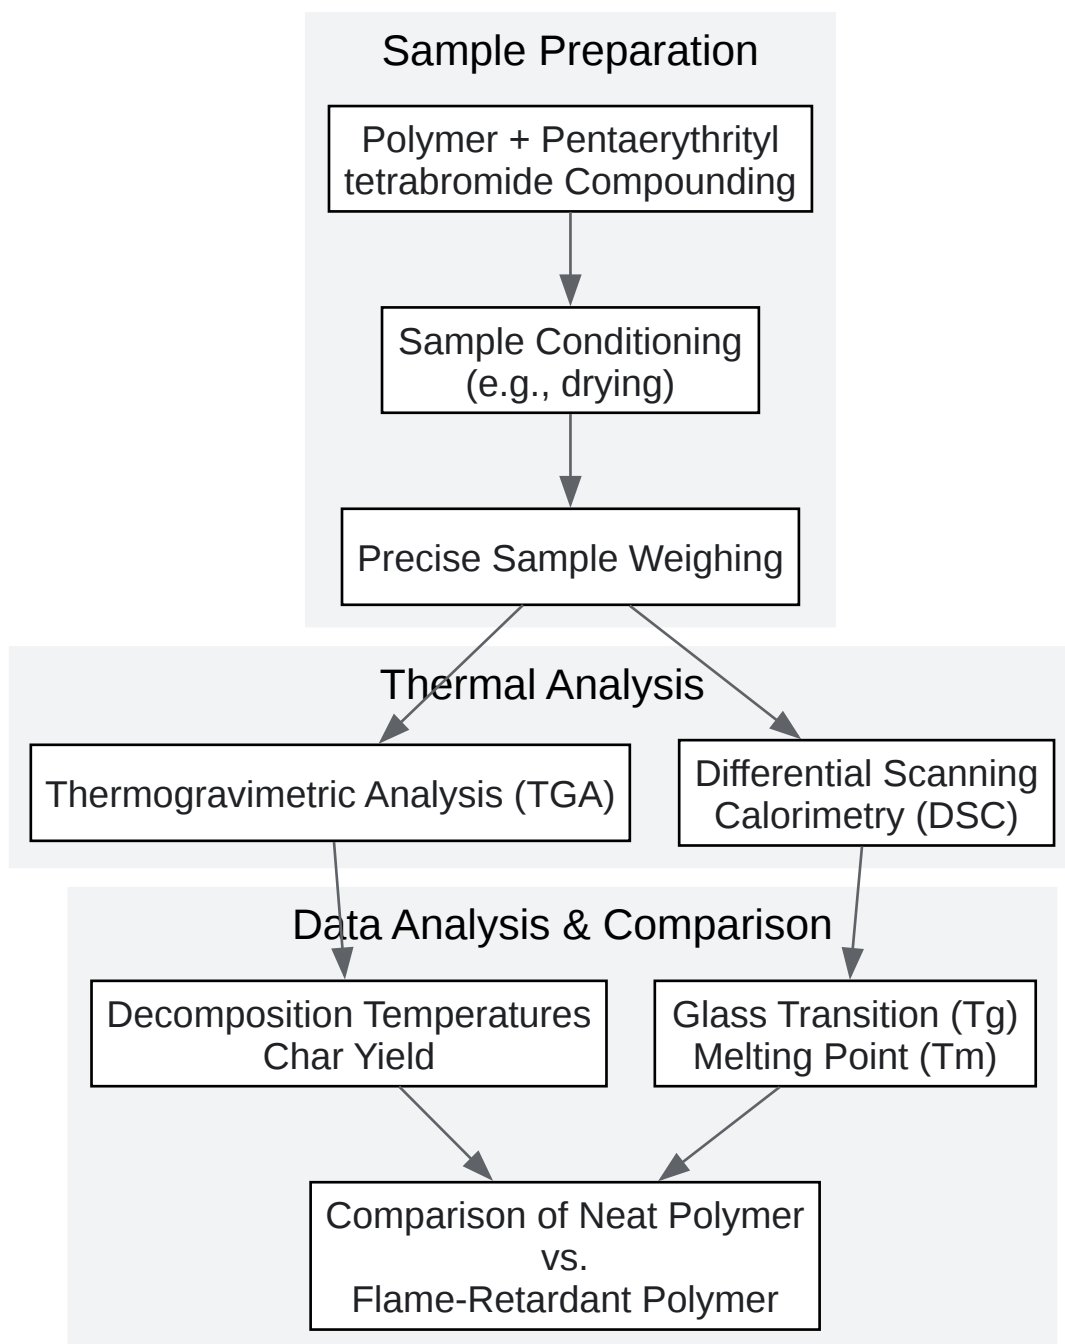 Sample Preparation
Polymer + Pentaerythrityl
tetrabromide Compounding
Sample Conditioning
(e.g., drying)
Precise Sample Weighing
Thermal Analysis
Thermogravimetric Analysis (TGA)
Differential Scanning
Calorimetry (DSC)
Data Analysis & Comparison
Decomposition Temperatures
Char Yield
Glass Transition (Tg)
Melting Point (Tm)
Comparison of Neat Polymer
vs.
Flame-Retardant Polymer